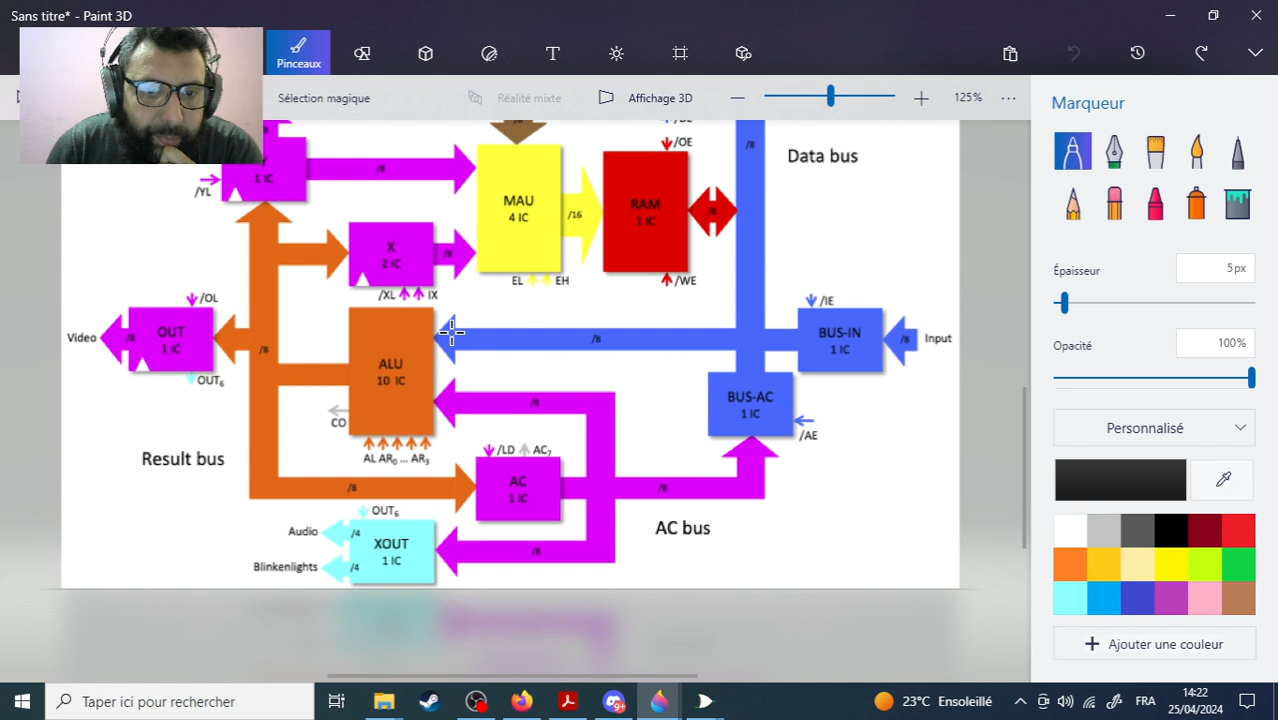 Sans titre* - Paint 3D
Pinceaux
Sélection magique
Réalité mixte
Affichage 3D
125%
Marqueur
Épaisseur
5px
Opacité
100%
Personnalisé
Ajouter une couleur
/8
Data bus
/OE
1 IC
/YL
/8
MAU
4 IC
/16
RAM
1 IC
/8
X
2 IC
/8
/XL
IX
EL
EH
/WE
/OL
Video
/8
OUT
1 IC
OUT6
/8
ALU
10 IC
CO
AL AR0 ... AR3
/8
/IE
BUS-IN
1 IC
/8
Input
BUS-AC
1 IC
/AE
/8
Result bus
/LD
AC7
/8
AC
1 IC
/8
AC bus
OUT6
Audio
/4
XOUT
1 IC
Blinkenlights
/4
/8
Taper ici pour rechercher
9+
23°C Ensoleillé
FRA
14:22
25/04/2024